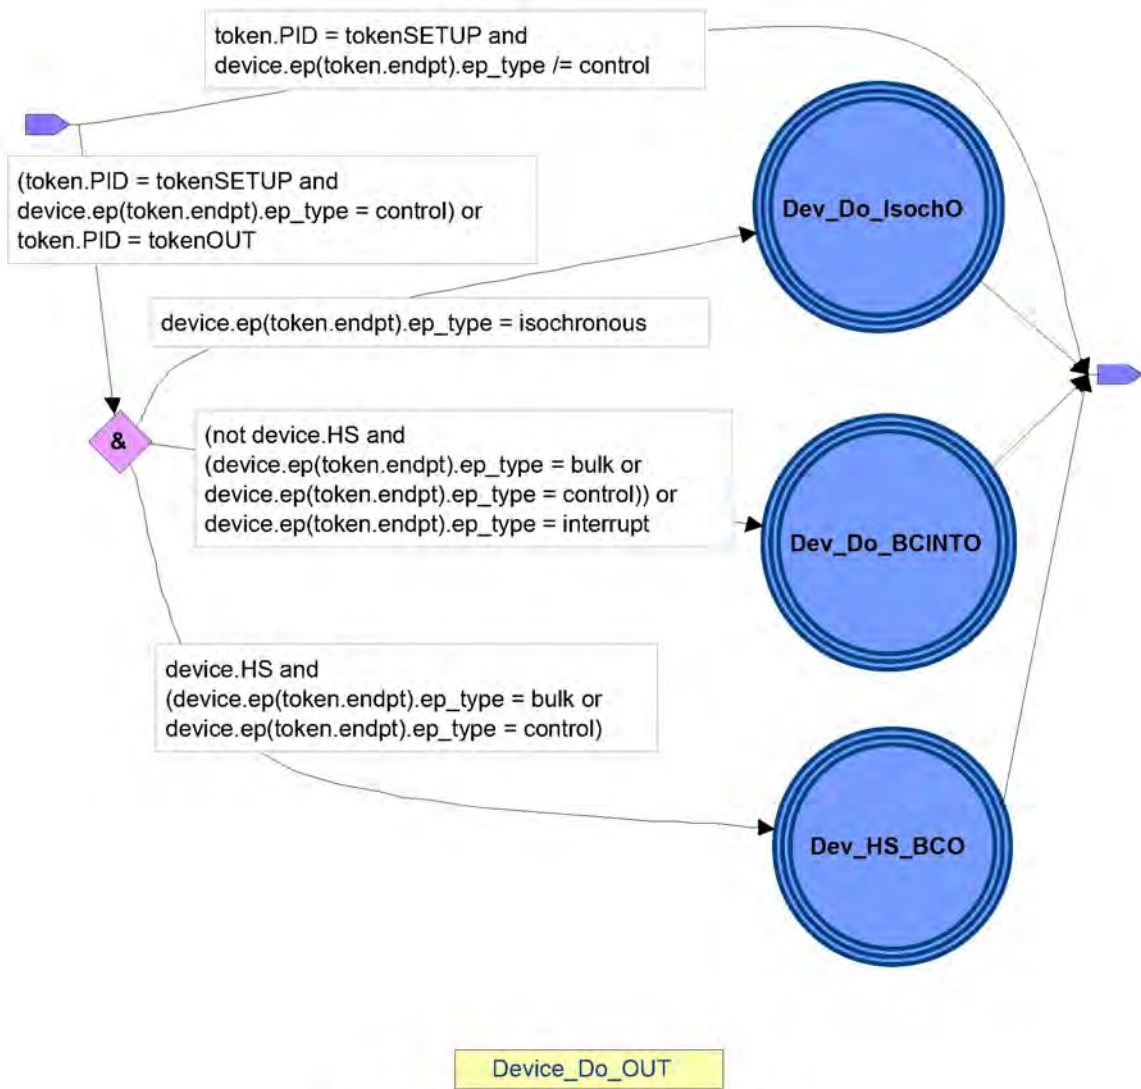 token.PID = tokenSETUP and
device.ep(token.endpt).ep_type /= control
(token.PID = tokenSETUP and
device.ep(token.endpt).ep_type = control) or
token.PID = tokenOUT
Dev_Do_IsochO
device.ep(token.endpt).ep_type = isochronous
&
(not device.HS and
(device.ep(token.endpt).ep_type = bulk or
device.ep(token.endpt).ep_type = control)) or
device.ep(token.endpt).ep_type = interrupt
Dev_Do_BCINTO
device.HS and
(device.ep(token.endpt).ep_type = bulk or
device.ep(token.endpt).ep_type = control)
Dev_HS_BCO
Device_Do_OUT